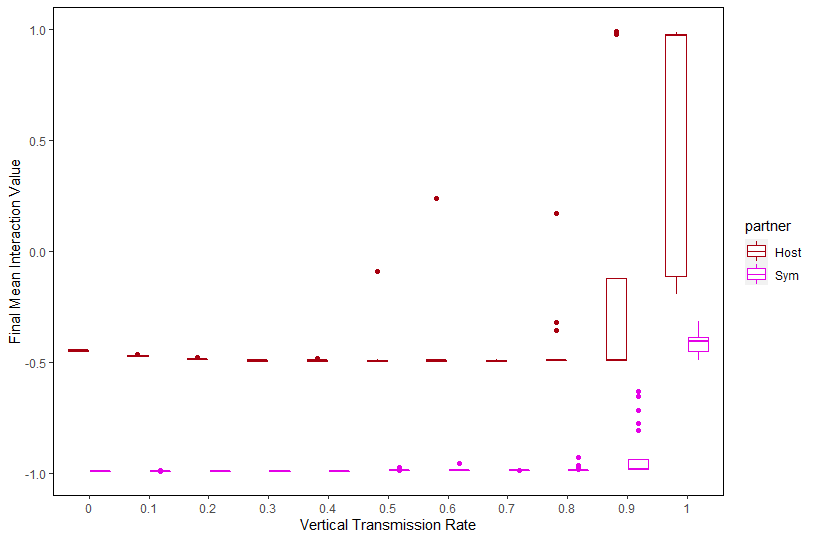 Final Mean Interaction Value
1.0
0.5
0.0
-0.5
-1.0
0 0.1 0.2 0.3 0.4 0.5 0.6 0.7 0.8 0.9 1
Vertical Transmission Rate
partner
Host
Sym